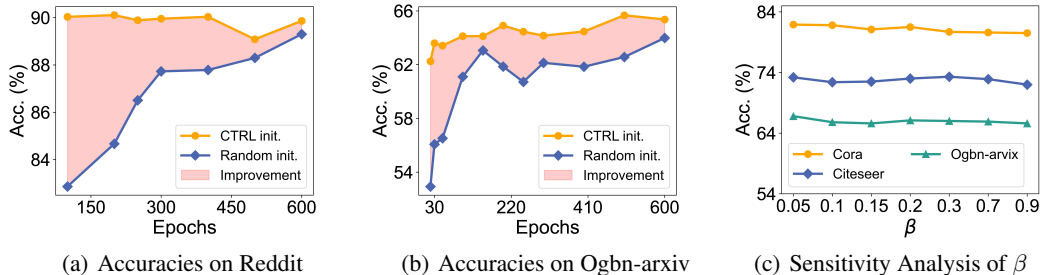 90
88
86
84
Acc. (%)
CTRL init.
Random init.
Improvement
150
300
450
600
Epochs
(a) Accuracies on Reddit
66
62
58
54
Acc. (%)
CTRL init.
Random init.
Improvement
30
220
410
600
Epochs
(b) Accuracies on Ogbn-arxiv
84
74
64
54
Acc. (%)
Cora
Citeseer
Ogbn-arvix
0.05
0.1
0.15
0.2
0.3
0.7
0.9
β
(c) Sensitivity Analysis of β